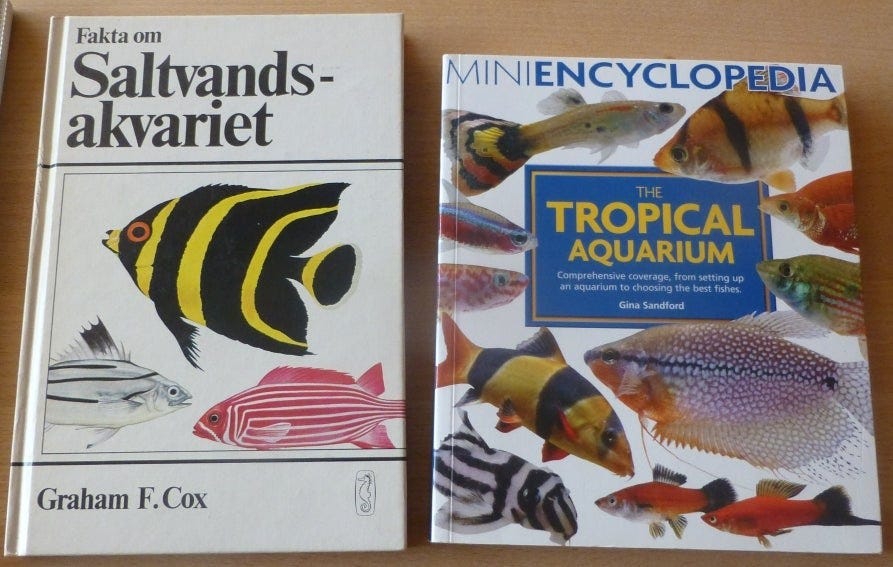 Fakta om
Saltvands-
akvariet
Graham F. Cox
MINIENCYCLOPEDIA
THE
TROPICAL
AQUARIUM
Comprehensive coverage, from setting up
an aquarium to choosing the best fishes.
Gina Sandford